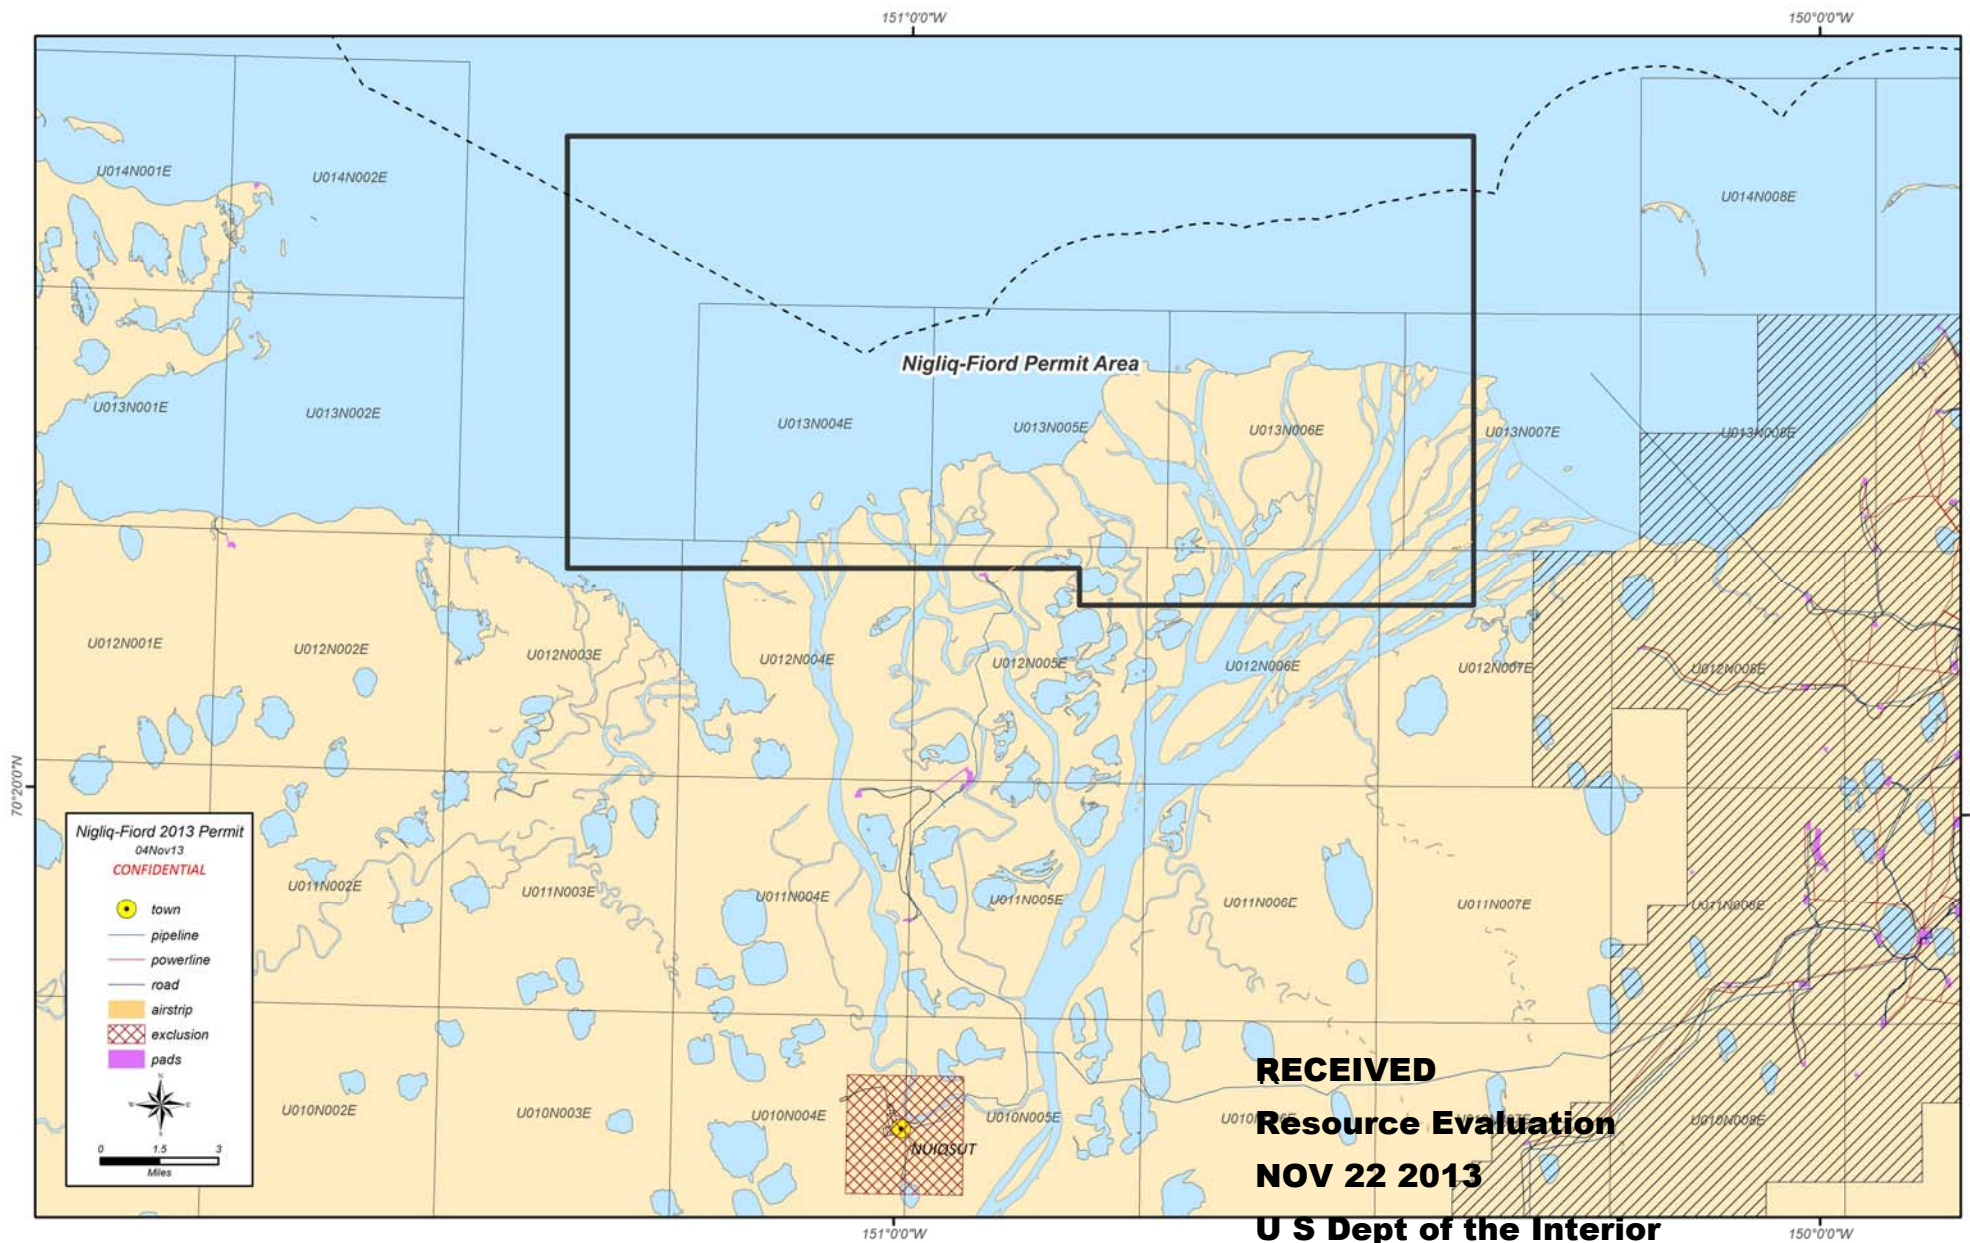 151°0'0"W
150°0'0"W
U014N001E
U014N002E
U014N008E
Nigliq-Fiord Permit Area
U013N001E
U013N002E
U013N004E
U013N005E
U013N006E
U013N007E
U013N008E
U012N001E
U012N002E
U012N003E
U012N004E
U012N005E
U012N006E
U012N007E
U012N008E
70°20'0"N
Nigliq-Fiord 2013 Permit
04Nov13
CONFIDENTIAL
town
pipeline
powerline
road
airstrip
exclusion
pads
N
W
E
S
0 1.5 3
Miles
U011N002E
U011N003E
U011N004E
U011N005E
U011N006E
U011N007E
U011N008E
U010N002E
U010N003E
U010N004E
U010N005E
U010N008E
NUIQSUT
RECEIVED
Resource Evaluation
NOV 22 2013
U S Dept of the Interior
151°0'0"W
150°0'0"W